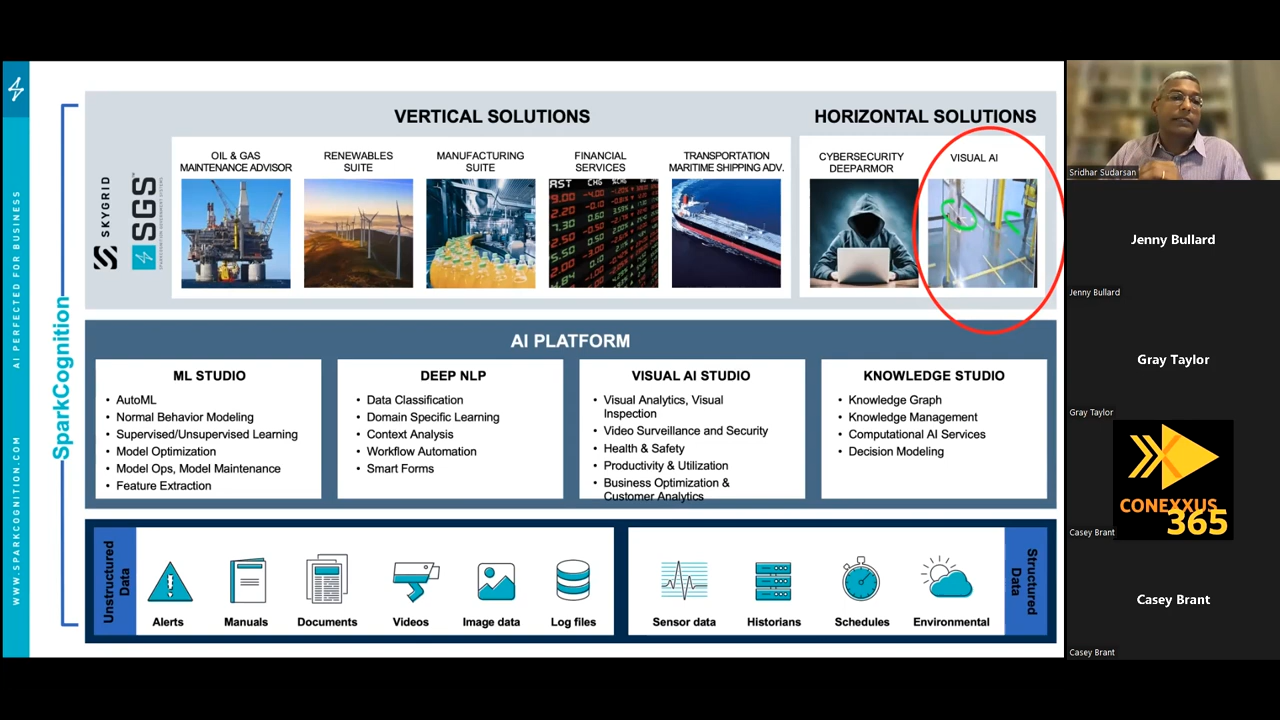 VERTICAL SOLUTIONS
HORIZONTAL SOLUTIONS
OIL & GAS
MAINTENANCE ADVISOR
RENEWABLES
SUITE
MANUFACTURING
SUITE
FINANCIAL
SERVICES
TRANSPORTATION
MARITIME SHIPPING ADV.
CYBERSECURITY
DEEPARMOR
VISUAL AI
SKYGRID
SGS
AI PERFECTED FOR BUSINESS
WWW.SPARKCOGNITION.COM
SparkCognition
AI PLATFORM
ML STUDIO
• AutoML
• Normal Behavior Modeling
• Supervised/Unsupervised Learning
• Model Optimization
• Model Ops, Model Maintenance
• Feature Extraction
DEEP NLP
• Data Classification
• Domain Specific Learning
• Context Analysis
• Workflow Automation
• Smart Forms
VISUAL AI STUDIO
• Visual Analytics, Visual
Inspection
• Video Surveillance and Security
• Health & Safety
• Productivity & Utilization
• Business Optimization &
Customer Analytics
KNOWLEDGE STUDIO
• Knowledge Graph
• Knowledge Management
• Computational AI Services
• Decision Modeling
Unstructured
Data
Alerts
Manuals
Documents
Videos
Image data
Log files
Sensor data
Historians
Schedules
Environmental
Structured
Data
Sridhar Sudarsan
Jenny Bullard
Jenny Bullard
Gray Taylor
Gray Taylor
CONEXXUS
365
Casey Brant
Casey Brant
Casey Brant